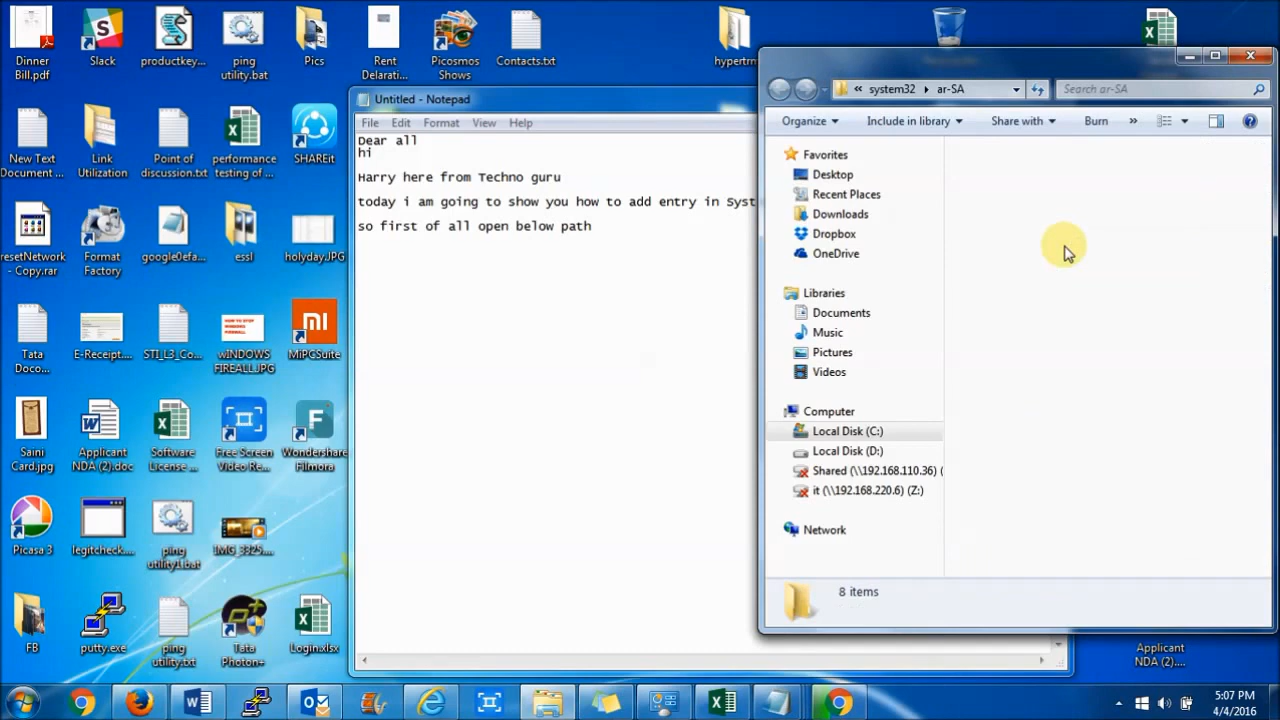 Dinner
Bill.pdf
Slack
productkey...
ping
utility.bat
Pics
Rent
Delarati...
Picosmos
Shows
Contacts.txt
hypertrm
New Text
Document ...
Link
Utilization
Point of
discussion.txt
performance
testing of ...
SHAREit
resetNetwork
- Copy.rar
Format
Factory
google0efa...
essl
holyday.JPG
Tata
Doco...
E-Receipt....
STI_L3_Co...
WINDOWS
FIREALL.JPG
MiPCSuite
Saini
Card.jpg
Applicant
NDA (2).doc
Software
License ...
Free Screen
Video Re...
Wondershare
Filmora
Picasa 3
legitcheck....
ping
utility1.bat
IMG_3325....
FB
putty.exe
ping
utility.txt
Tata
Photon+
Login.xlsx
Applicant
NDA (2)....
Untitled - Notepad
File Edit Format View Help
Dear all
hi
Harry here from Techno guru
today i am going to show you how to add entry in Syst
so first of all open below path
« system32 ar-SA
Search ar-SA
Organize Include in library Share with Burn »
Favorites
Desktop
Recent Places
Downloads
Dropbox
OneDrive
Libraries
Documents
Music
Pictures
Videos
Computer
Local Disk (C:)
Local Disk (D:)
Shared (\\192.168.110.36) (
it (\\192.168.220.6) (Z:)
Network
8 items
5:07 PM
4/4/2016